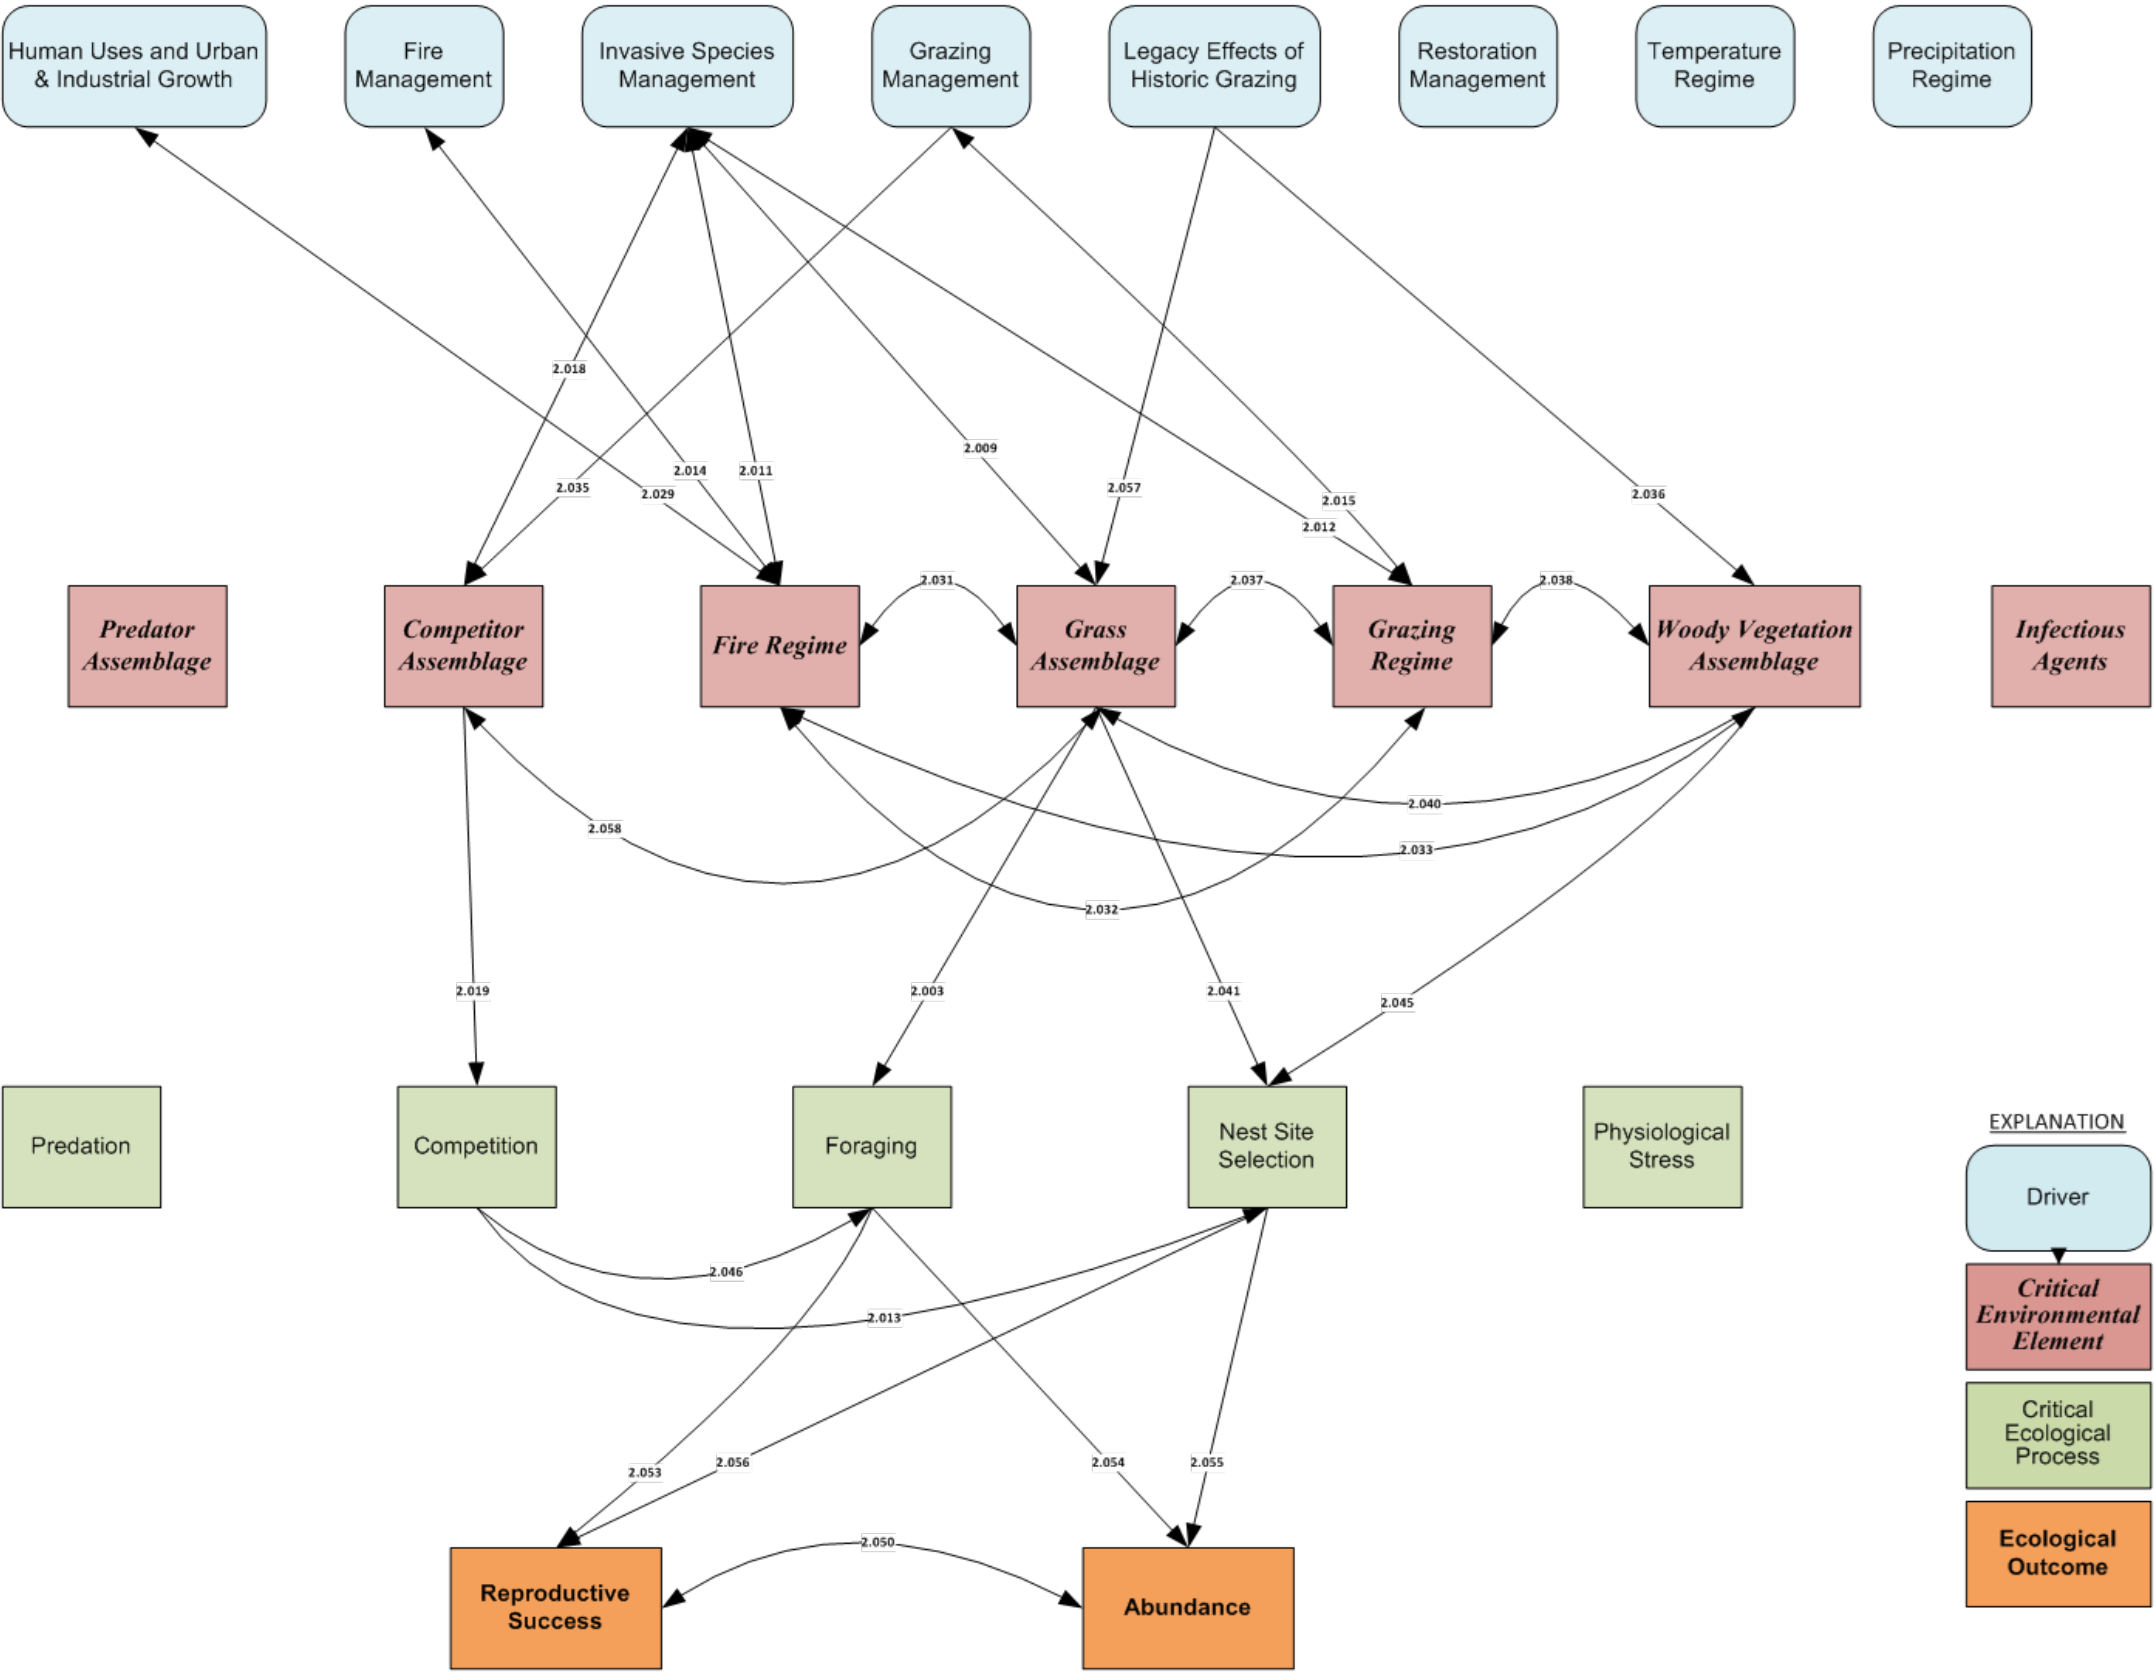 Human Uses and Urban
& Industrial Growth
Fire
Management
Invasive Species
Management
Grazing
Management
Legacy Effects of
Historic Grazing
Restoration
Management
Temperature
Regime
Precipitation
Regime
2.018
2.009
2.014
2.011
2.035
2.029
2.057
2.015
2.036
2.012
2.031
2.037
2.038
Predator
Assemblage
Competitor
Assemblage
Fire Regime
Grass
Assemblage
Grazing
Regime
Woody Vegetation
Assemblage
Infectious
Agents
2.040
2.058
2.033
2.032
2.019
2.003
2.041
2.045
Predation
Competition
Foraging
Nest Site
Selection
Physiological
Stress
2.046
2.013
2.056
2.053
2.054
2.055
2.050
Reproductive
Success
Abundance
EXPLANATION
Driver
Critical
Environmental
Element
Critical
Ecological
Process
Ecological
Outcome